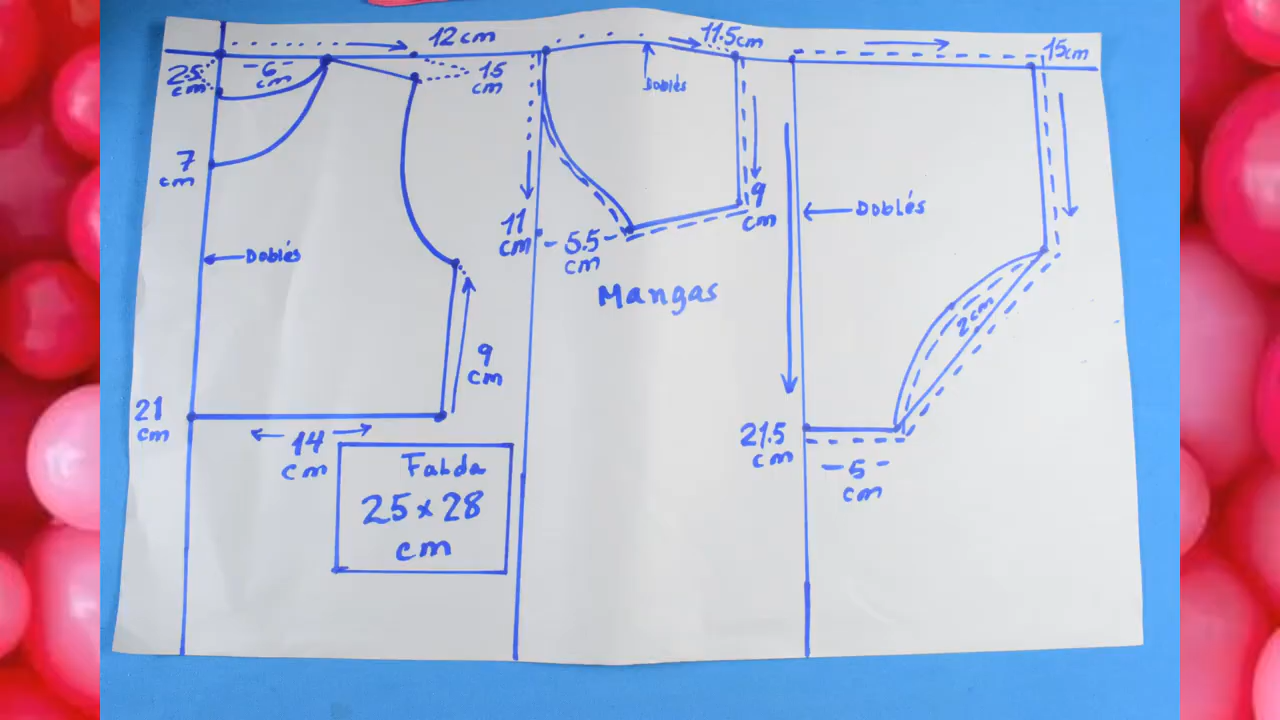 12cm
2.5
cm
6
cm
15
cm
7
cm
Doblés
9
cm
21
cm
14
cm
Falda
25 x 28
cm
11.5cm
Doblés
11
cm
5.5
cm
9
cm
Mangas
15cm
Doblés
2cm
21.5
cm
5
cm